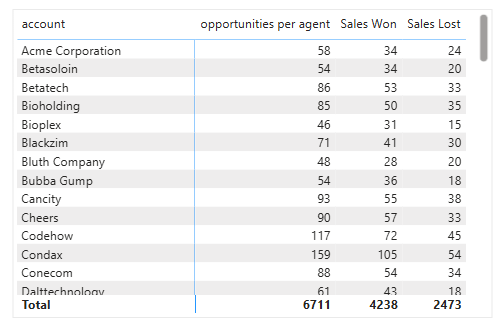 account opportunities per agent Sales Won Sales Lost
Acme Corporation 58 34 24
Betasoloin 54 34 20
Betatech 86 53 33
Bioholding 85 50 35
Bioplex 46 31 15
Blackzim 71 41 30
Bluth Company 48 28 20
Bubba Gump 54 36 18
Cancity 93 55 38
Cheers 90 57 33
Codehow 117 72 45
Condax 159 105 54
Conecom 88 54 34
Dalttechnology 61 43 18
Total 6711 4238 2473